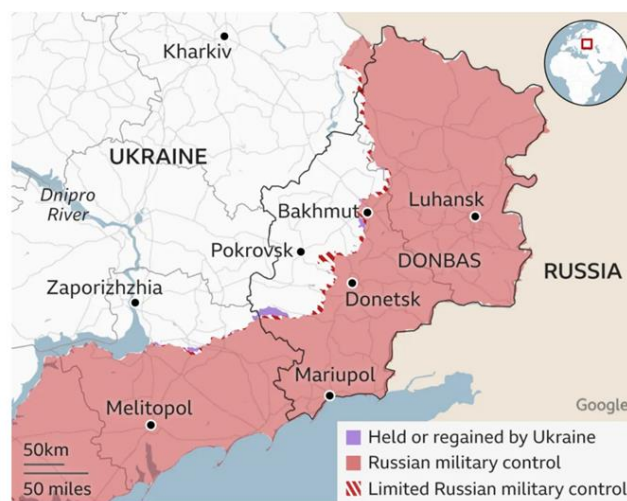 Kharkiv
UKRAINE
Dnipro
River
Bakhmut
Luhansk
Pokrovsk
DONBAS
RUSSIA
Zaporizhzhia
Donetsk
Mariupol
Melitopol
Google
50km
50 miles
Held or regained by Ukraine
Russian military control
Limited Russian military control